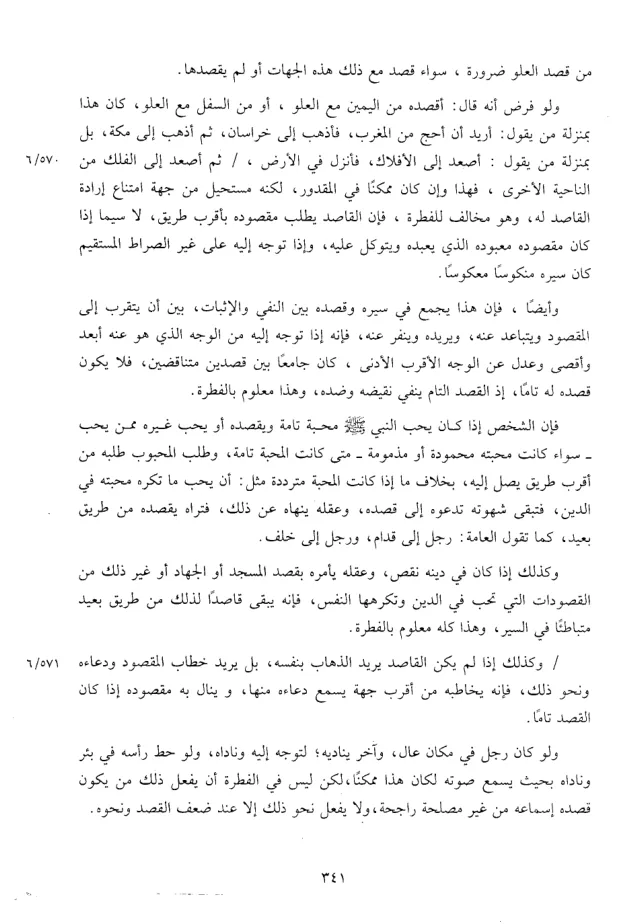 من قصد العلو ضرورة ، سواء قصد مع ذلك هذه الجهات أو لم يقصدها.
ولو فرض أنه قال: أقصده من اليمين مع العلو ، أو من السفل مع العلو، كان هذا
بمنزلة من يقول: أريد أن أحج من المغرب، فأذهب إلى خراسان، ثم أذهب إلى مكة، بل
٦/٥٧٠ بمنزلة من يقول : أصعد إلى الأفلاك، فأنزل في الأرض ، / ثم أصعد إلى الفلك من
الناحية الأخرى ، فهذا وإن كان ممكنًا في المقدور، لكنه مستحيل من جهة امتناع إرادة
القاصد له، وهو مخالف للفطرة ، فإن القاصد يطلب مقصوده بأقرب طريق، لا سيما إذا
كان مقصوده معبوده الذي يعبده ويتوكل عليه، وإذا توجه إليه على غير الصراط المستقيم
كان سيره منكوسًا معكوسًا.
وأيضًا ، فإن هذا يجمع في سيره وقصده بين النفي والإثبات، بين أن يتقرب إلى
المقصود ويتباعد عنه، ويريده وينفر عنه، فإنه إذا توجه إليه من الوجه الذي هو عنه أبعد
وأقصى وعدل عن الوجه الأقرب الأدنى ، كان جامعًا بين قصدين متناقضين، فلا يكون
قصده له تامًا، إذ القصد التام ينفي نقيضه وضده، وهذا معلوم بالفطرة.
فإن الشخص إذا كان يحب النبي ﷺ محبة تامة ويقصده أو يحب غيره ممن يحب
ـ سواء كانت محبته محمودة أو مذمومة ـ متى كانت المحبة تامة، وطلب المحبوب طلبه من
أقرب طريق يصل إليه، بخلاف ما إذا كانت المحبة مترددة مثل: أن يحب ما تكره محبته في
الدين، فتبقى شهوته تدعوه إلى قصده، وعقله ينهاه عن ذلك، فتراه يقصده من طريق
بعيد، كما تقول العامة: رجل إلى قدام، ورجل إلى خلف.
وكذلك إذا كان في دينه نقص، وعقله يأمره بقصد المسجد أو الجهاد أو غير ذلك من
القصودات التي تحب في الدين وتكرهها النفس، فإنه يبقى قاصدًا لذلك من طريق بعيد
متباطئًا في السير، وهذا كله معلوم بالفطرة.
٦/٥٧١ / وكذلك إذا لم يكن القاصد يريد الذهاب بنفسه، بل يريد خطاب المقصود ودعاءه
ونحو ذلك، فإنه يخاطبه من أقرب جهة يسمع دعاءه منها، و ينال به مقصوده إذا كان
القصد تامًا.
ولو كان رجل في مكان عال، وآخر يناديه؛ لتوجه إليه وناداه، ولو حط رأسه في بئر
وناداه بحيث يسمع صوته لكان هذا ممكنًا،لكن ليس في الفطرة أن يفعل ذلك من يكون
قصده إسماعه من غير مصلحة راجحة،ولا يفعل نحو ذلك إلا عند ضعف القصد ونحوه.
٣٤١